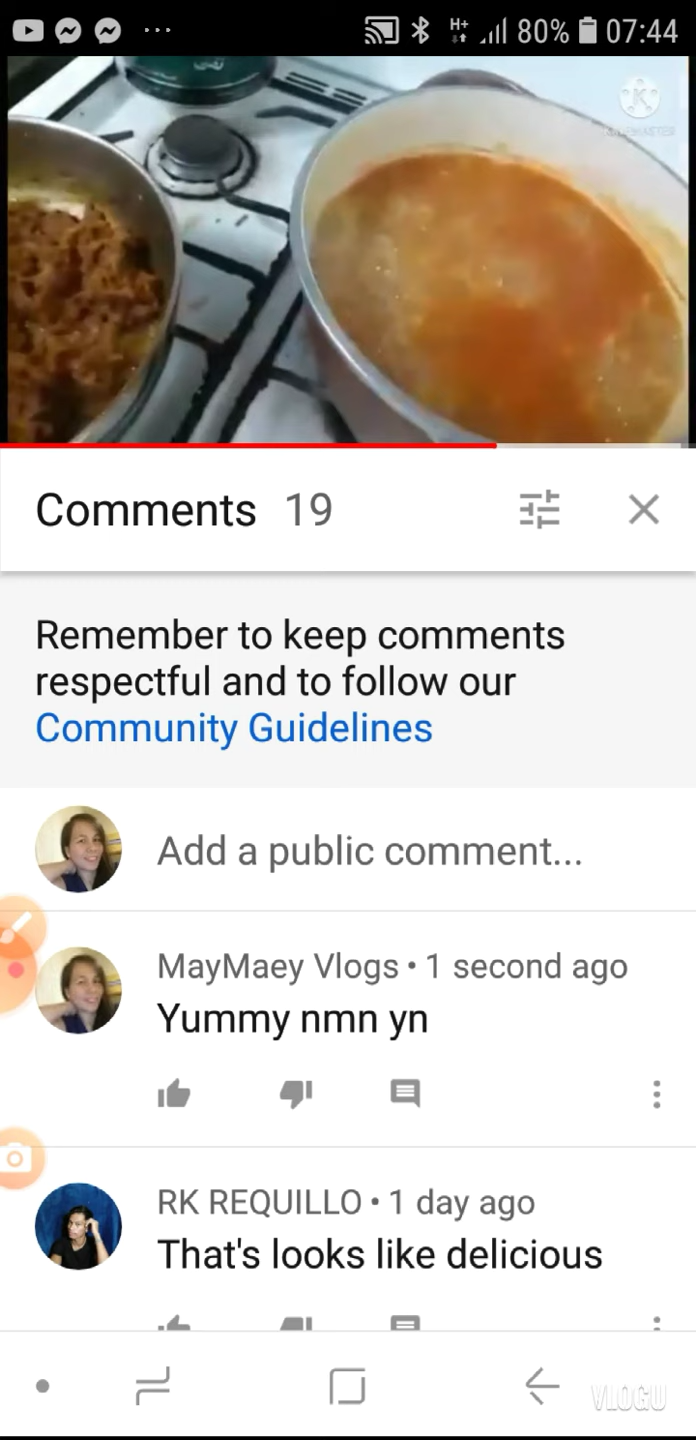 H+ 80% 07:44
K
KINEMASTER
Comments 19
Remember to keep comments
respectful and to follow our
Community Guidelines
Add a public comment...
MayMaey Vlogs • 1 second ago
Yummy nmn yn
RK REQUILLO • 1 day ago
That's looks like delicious
VLOGU